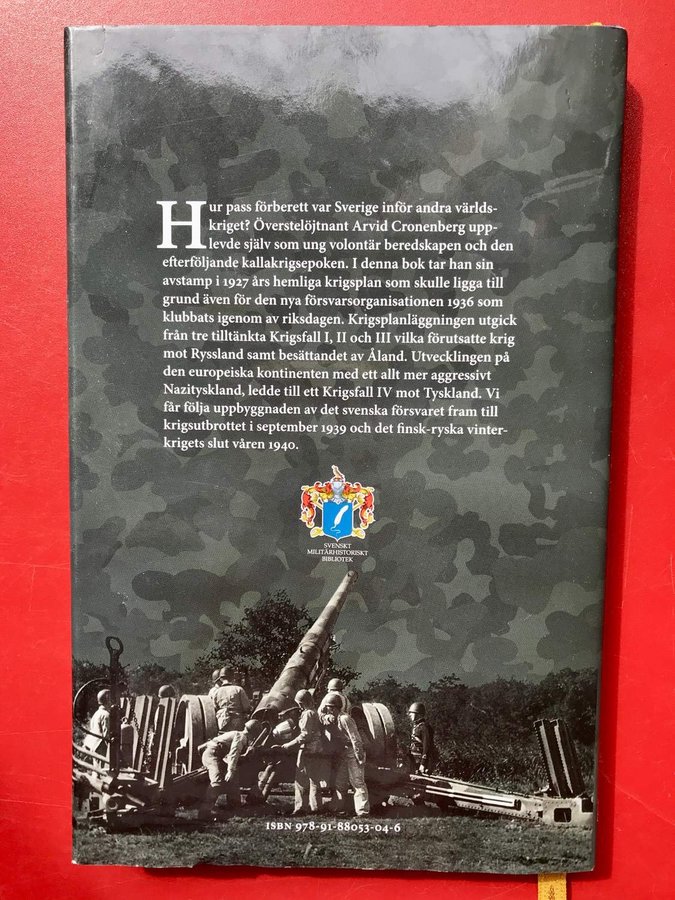 Hur pass förberett var Sverige inför andra världs-
kriget? Överstelöjtnant Arvid Cronenberg upp-
levde själv som ung volontär beredskapen och den
efterföljande kallakrigsepoken. I denna bok tar han sin
avstamp i 1927 års hemliga krigsplan som skulle ligga till
grund även för den nya försvarsorganisationen 1936 som
klubbats igenom av riksdagen. Krigsplanläggningen utgick
från tre tilltänkta Krigsfall I, II och III vilka förutsatte krig
mot Ryssland samt besättandet av Åland. Utvecklingen på
den europeiska kontinenten med ett allt mer aggressivt
Nazityskland, ledde till ett Krigsfall IV mot Tyskland. Vi
får följa uppbyggnaden av det svenska försvaret fram till
krigsutbrottet i september 1939 och det finsk-ryska vinter-
krigets slut våren 1940.
SVENSKT
MILITÄRHISTORISKT
BIBLIOTEK
ISBN 978-91-88053-04-6